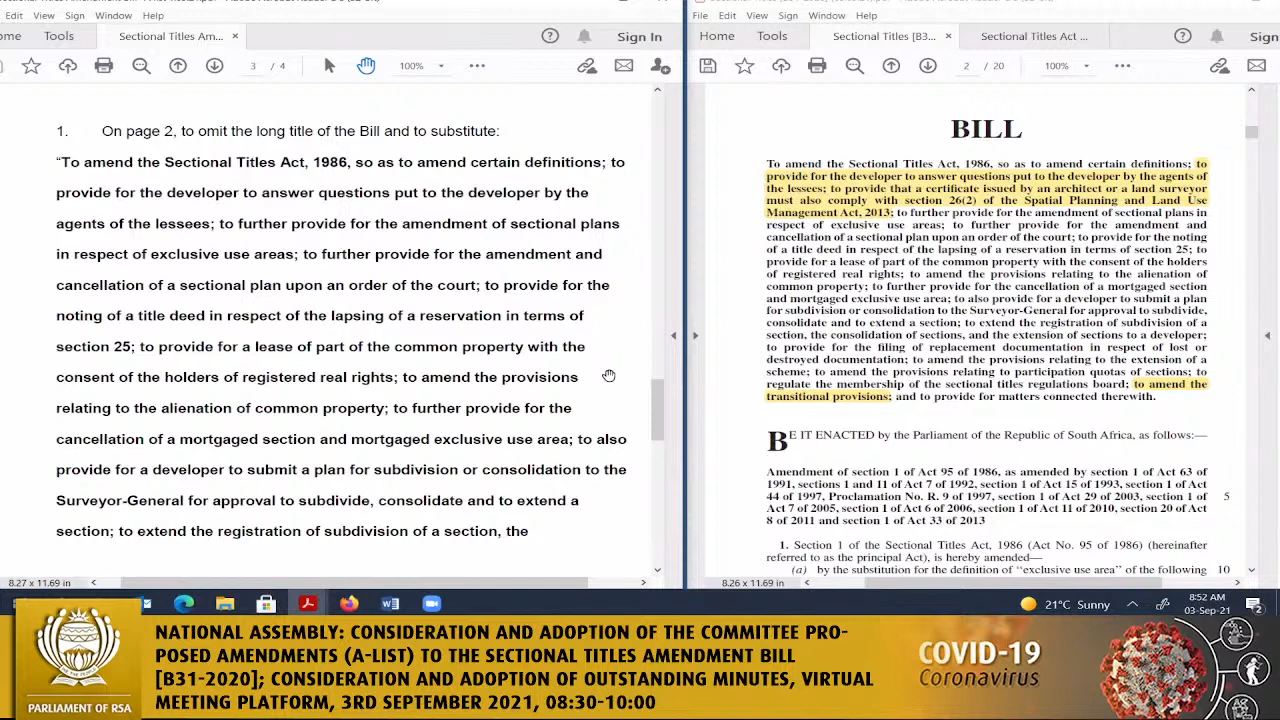 Edit View Window Help
ome Tools Sectional Titles Am... × Sign In
3 / 4 100%
1. On page 2, to omit the long title of the Bill and to substitute:
“To amend the Sectional Titles Act, 1986, so as to amend certain definitions; to
provide for the developer to answer questions put to the developer by the
agents of the lessees; to further provide for the amendment of sectional plans
in respect of exclusive use areas; to further provide for the amendment and
cancellation of a sectional plan upon an order of the court; to provide for the
noting of a title deed in respect of the lapsing of a reservation in terms of
section 25; to provide for a lease of part of the common property with the
consent of the holders of registered real rights; to amend the provisions
relating to the alienation of common property; to further provide for the
cancellation of a mortgaged section and mortgaged exclusive use area; to also
provide for a developer to submit a plan for subdivision or consolidation to the
Surveyor-General for approval to subdivide, consolidate and to extend a
section; to extend the registration of subdivision of a section, the
8.27 x 11.69 in
File Edit View Sign Window Help
Home Tools Sectional Titles [B3... × Sectional Titles Act ... Sign
2 / 20 100%
BILL
To amend the Sectional Titles Act, 1986, so as to amend certain definitions; to
provide for the developer to answer questions put to the developer by the agents of
the lessees; to provide that a certificate issued by an architect or a land surveyor
must also comply with section 26(2) of the Spatial Planning and Land Use
Management Act, 2013; to further provide for the amendment of sectional plans in
respect of exclusive use areas; to further provide for the amendment and
cancellation of a sectional plan upon an order of the court; to provide for the noting
of a title deed in respect of the lapsing of a reservation in terms of section 25; to
provide for a lease of part of the common property with the consent of the holders
of registered real rights; to amend the provisions relating to the alienation of
common property; to further provide for the cancellation of a mortgaged section
and mortgaged exclusive use area; to also provide for a developer to submit a plan
for subdivision or consolidation to the Surveyor-General for approval to subdivide,
consolidate and to extend a section; to extend the registration of subdivision of a
section, the consolidation of sections, and the extension of sections to a developer;
to provide for the filing of replacement documentation in respect of lost or
destroyed documentation; to amend the provisions relating to the extension of a
scheme; to amend the provisions relating to participation quotas of sections; to
regulate the membership of the sectional titles regulations board; to amend the
transitional provisions; and to provide for matters connected therewith.
BE IT ENACTED by the Parliament of the Republic of South Africa, as follows:—
Amendment of section 1 of Act 95 of 1986, as amended by section 1 of Act 63 of
1991, sections 1 and 11 of Act 7 of 1992, section 1 of Act 15 of 1993, section 1 of Act
44 of 1997, Proclamation No. R. 9 of 1997, section 1 of Act 29 of 2003, section 1 of 5
Act 7 of 2005, section 1 of Act 6 of 2006, section 1 of Act 11 of 2010, section 20 of Act
8 of 2011 and section 1 of Act 33 of 2013
1. Section 1 of the Sectional Titles Act, 1986 (Act No. 95 of 1986) (hereinafter
referred to as the principal Act), is hereby amended—
(a) by the substitution for the definition of ‘‘exclusive use area’’ of the following 10
8.26 x 11.69 in
21°C Sunny 8:52 AM
03-Sep-21
PARLIAMENT OF RSA
NATIONAL ASSEMBLY: CONSIDERATION AND ADOPTION OF THE COMMITTEE PRO-
POSED AMENDMENTS (A-LIST) TO THE SECTIONAL TITLES AMENDMENT BILL
[B31-2020]; CONSIDERATION AND ADOPTION OF OUTSTANDING MINUTES, VIRTUAL
MEETING PLATFORM, 3RD SEPTEMBER 2021, 08:30-10:00
COVID-19
Coronavirus